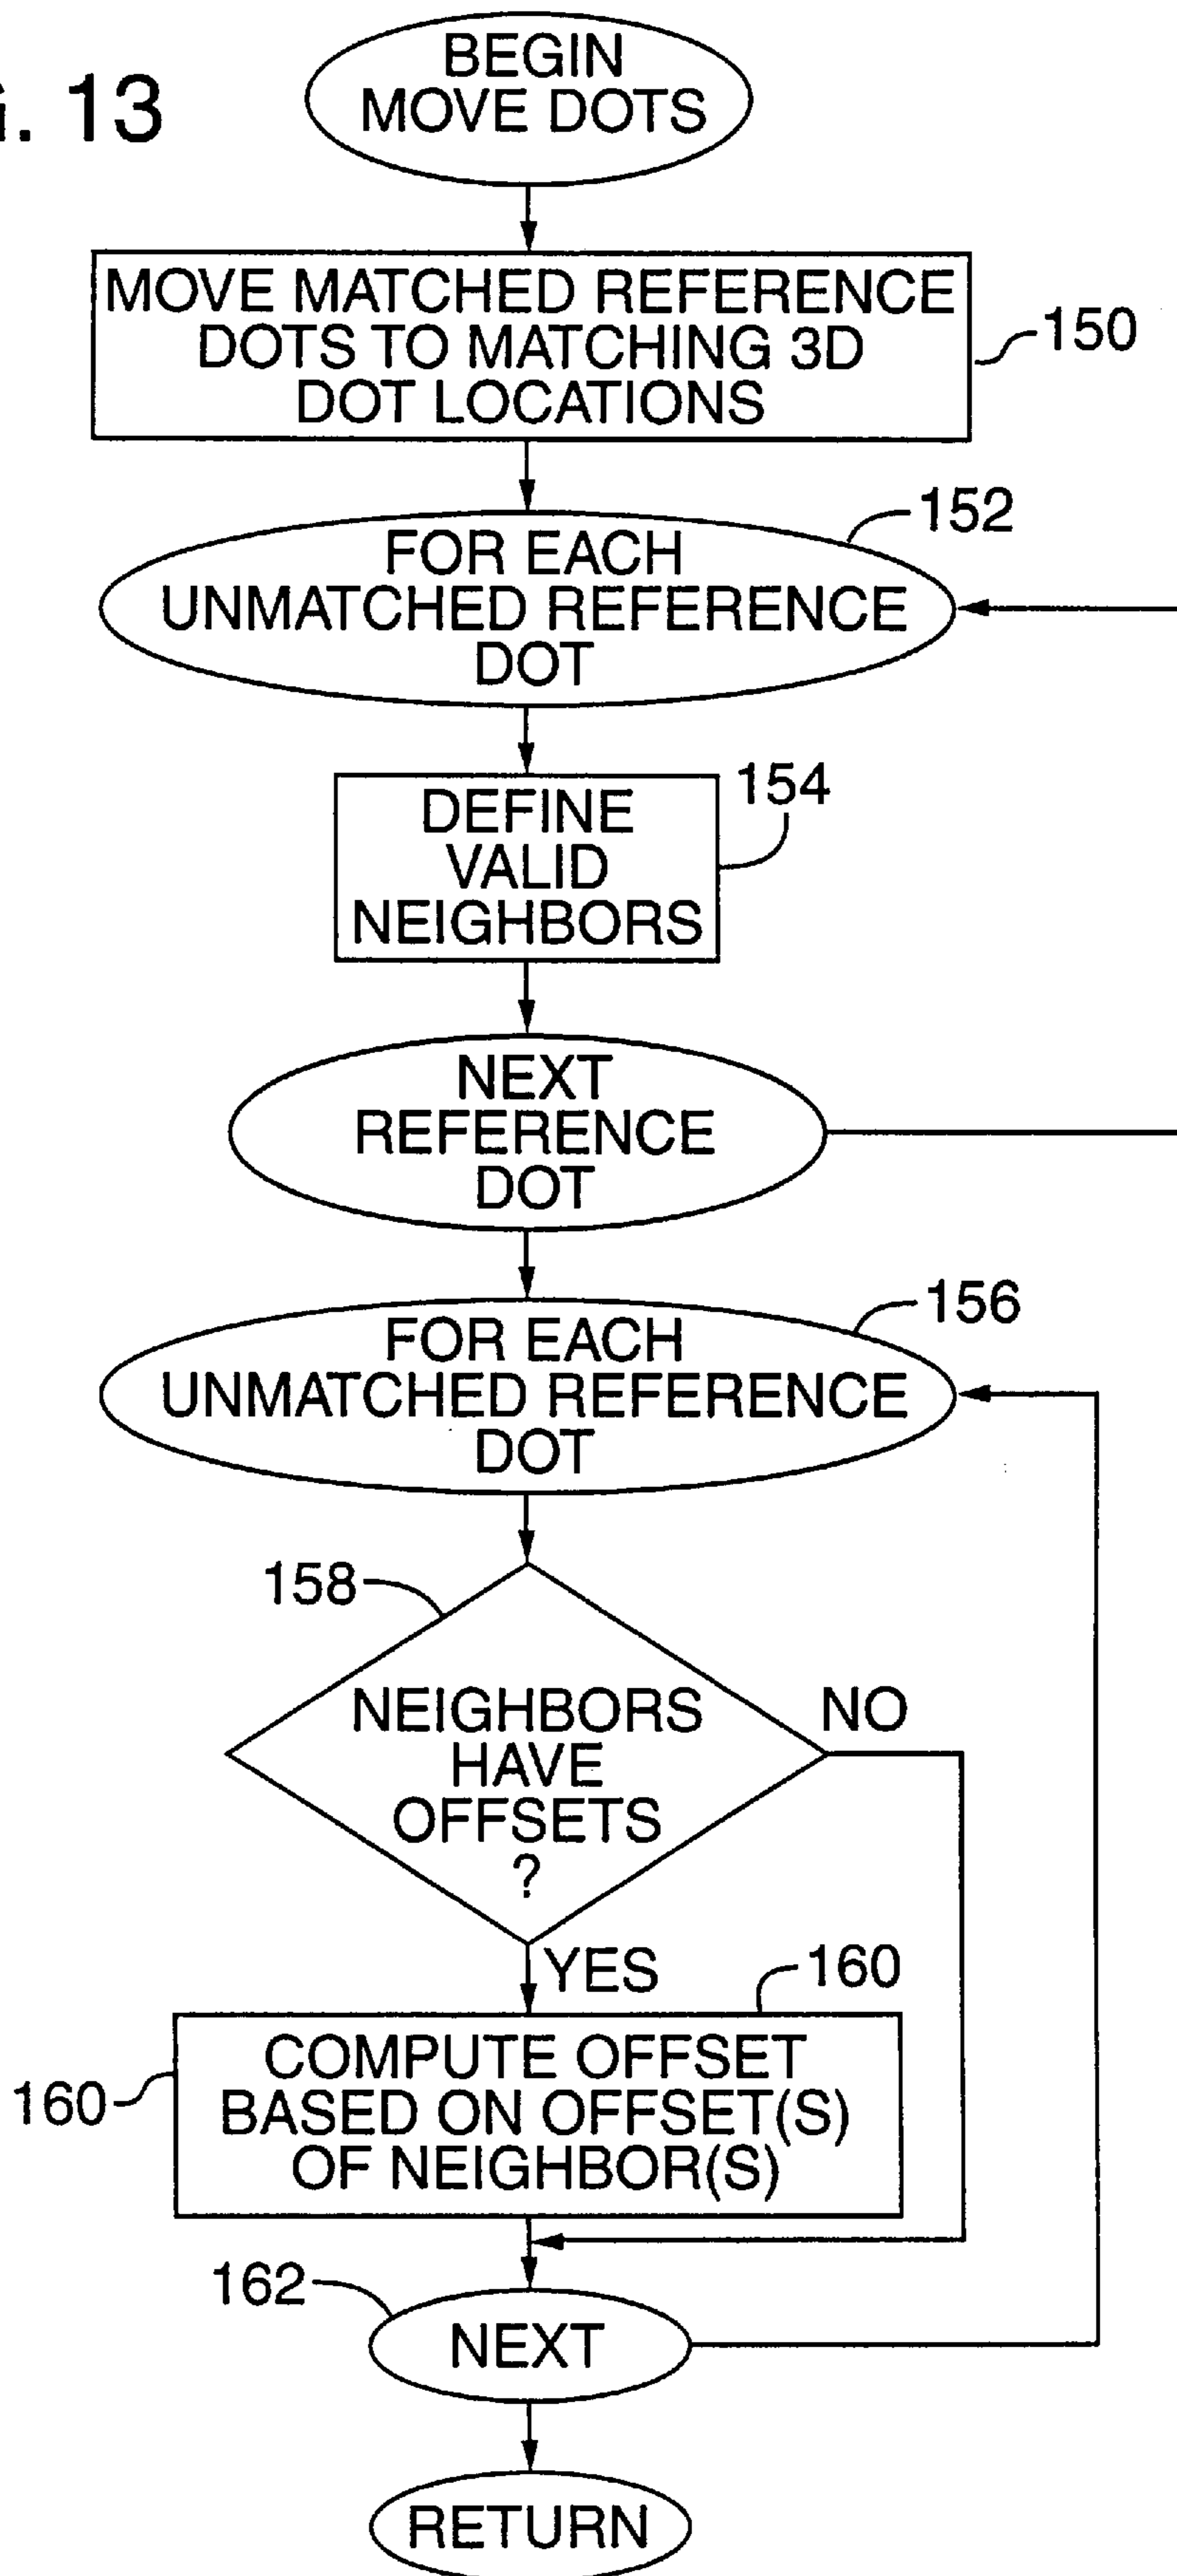 BEGIN
MOVE DOTS
. 13
MOVE MATCHED REFERENCE
DOTS TO MATCHING 3D
DOT LOCATIONS
150
152
FOR EACH
UNMATCHED REFERENCE
DOT
154
DEFINE
VALID
NEIGHBORS
NEXT
REFERENCE
DOT
156
FOR EACH
UNMATCHED REFERENCE
DOT
158
NEIGHBORS
HAVE
OFFSETS
?
NO
YES
160
COMPUTE OFFSET
BASED ON OFFSET(S)
OF NEIGHBOR(S)
160
162
NEXT
RETURN